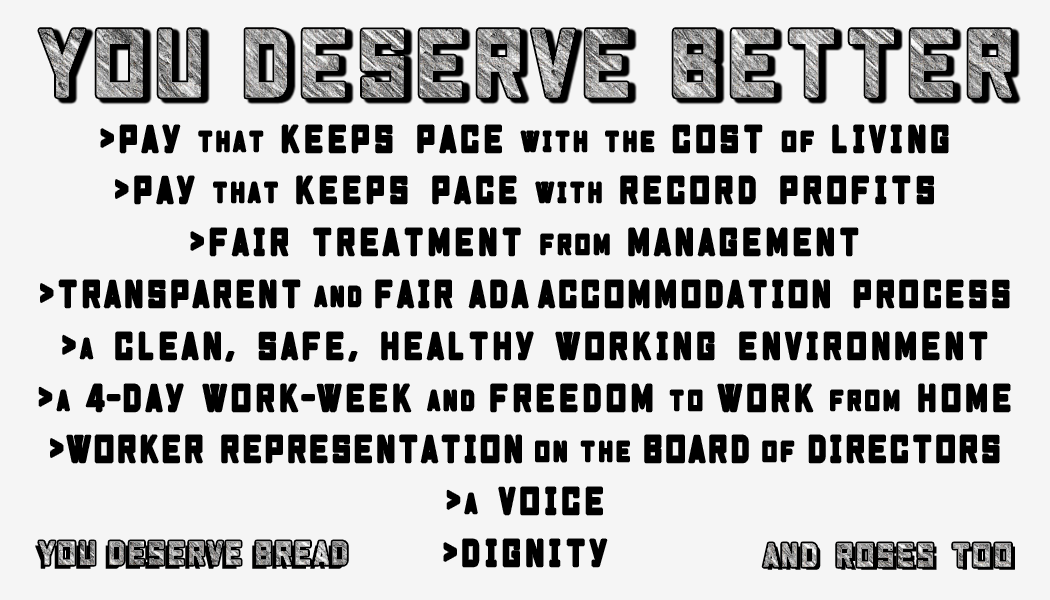 YOU DESERVE BETTER
>PAY THAT KEEPS PACE WITH THE COST OF LIVING
>PAY THAT KEEPS PACE WITH RECORD PROFITS
>FAIR TREATMENT FROM MANAGEMENT
>TRANSPARENT AND FAIR ADA ACCOMMODATION PROCESS
>A CLEAN, SAFE, HEALTHY WORKING ENVIRONMENT
>A 4-DAY WORK-WEEK AND FREEDOM TO WORK FROM HOME
>WORKER REPRESENTATION ON THE BOARD OF DIRECTORS
>A VOICE
>DIGNITY
YOU DESERVE BREAD
AND ROSES TOO